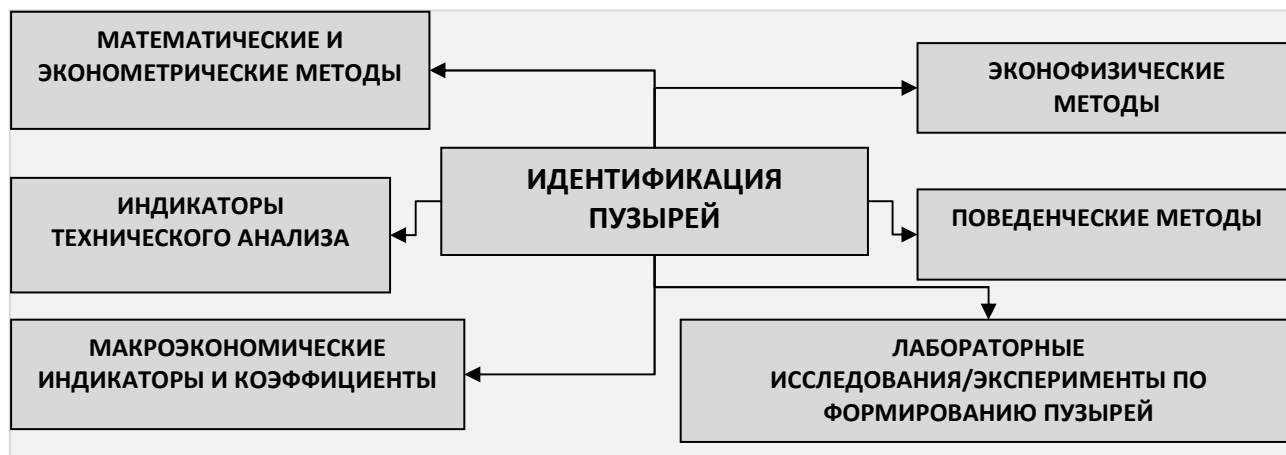 МАТЕМАТИЧЕСКИЕ И
ЭКОНОМЕТРИЧЕСКИЕ МЕТОДЫ
ЭКОНОФИЗИЧЕСКИЕ
МЕТОДЫ
ИДЕНТИФИКАЦИЯ
ПУЗЫРЕЙ
ИНДИКАТОРЫ
ТЕХНИЧЕСКОГО АНАЛИЗА
ПОВЕДЕНЧЕСКИЕ МЕТОДЫ
МАКРОЭКОНОМИЧЕСКИЕ
ИНДИКАТОРЫ И КОЭФФИЦИЕНТЫ
ЛАБОРАТОРНЫЕ
ИССЛЕДОВАНИЯ/ЭКСПЕРИМЕНТЫ ПО
ФОРМИРОВАНИЮ ПУЗЫРЕЙ